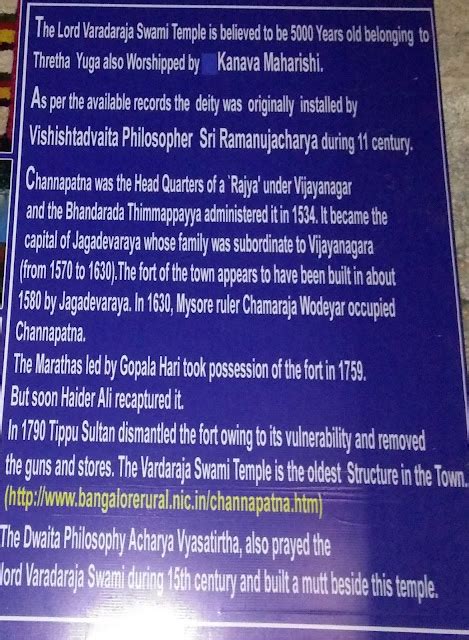 The Lord Varadaraja Swami Temple is believed to be 5000 Years old belonging to
Thretha Yuga also Worshipped by Kanava Maharishi.
As per the available records the deity was originally installed by
Vishishtadvaita Philosopher Sri Ramanujacharya during 11 century.
Channapatna was the Head Quarters of a `Rajya' under Vijayanagar
and the Bhandarada Thimmappayya administered it in 1534. It became the
capital of Jagadevaraya whose family was subordinate to Vijayanagara
(from 1570 to 1630).The fort of the town appears to have been built in about
1580 by Jagadevaraya. In 1630, Mysore ruler Chamaraja Wodeyar occupied
Channapatna.
The Marathas led by Gopala Hari took possession of the fort in 1759.
But soon Haider Ali recaptured it.
In 1790 Tippu Sultan dismantled the fort owing to its vulnerability and removed
the guns and stores. The Vardaraja Swami Temple is the oldest Structure in the Town.
(http://www.bangalorerural.nic.in/channapatna.htm)
The Dwaita Philosophy Acharya Vyasatirtha, also prayed the
lord Varadaraja Swami during 15th century and built a mutt beside this temple.